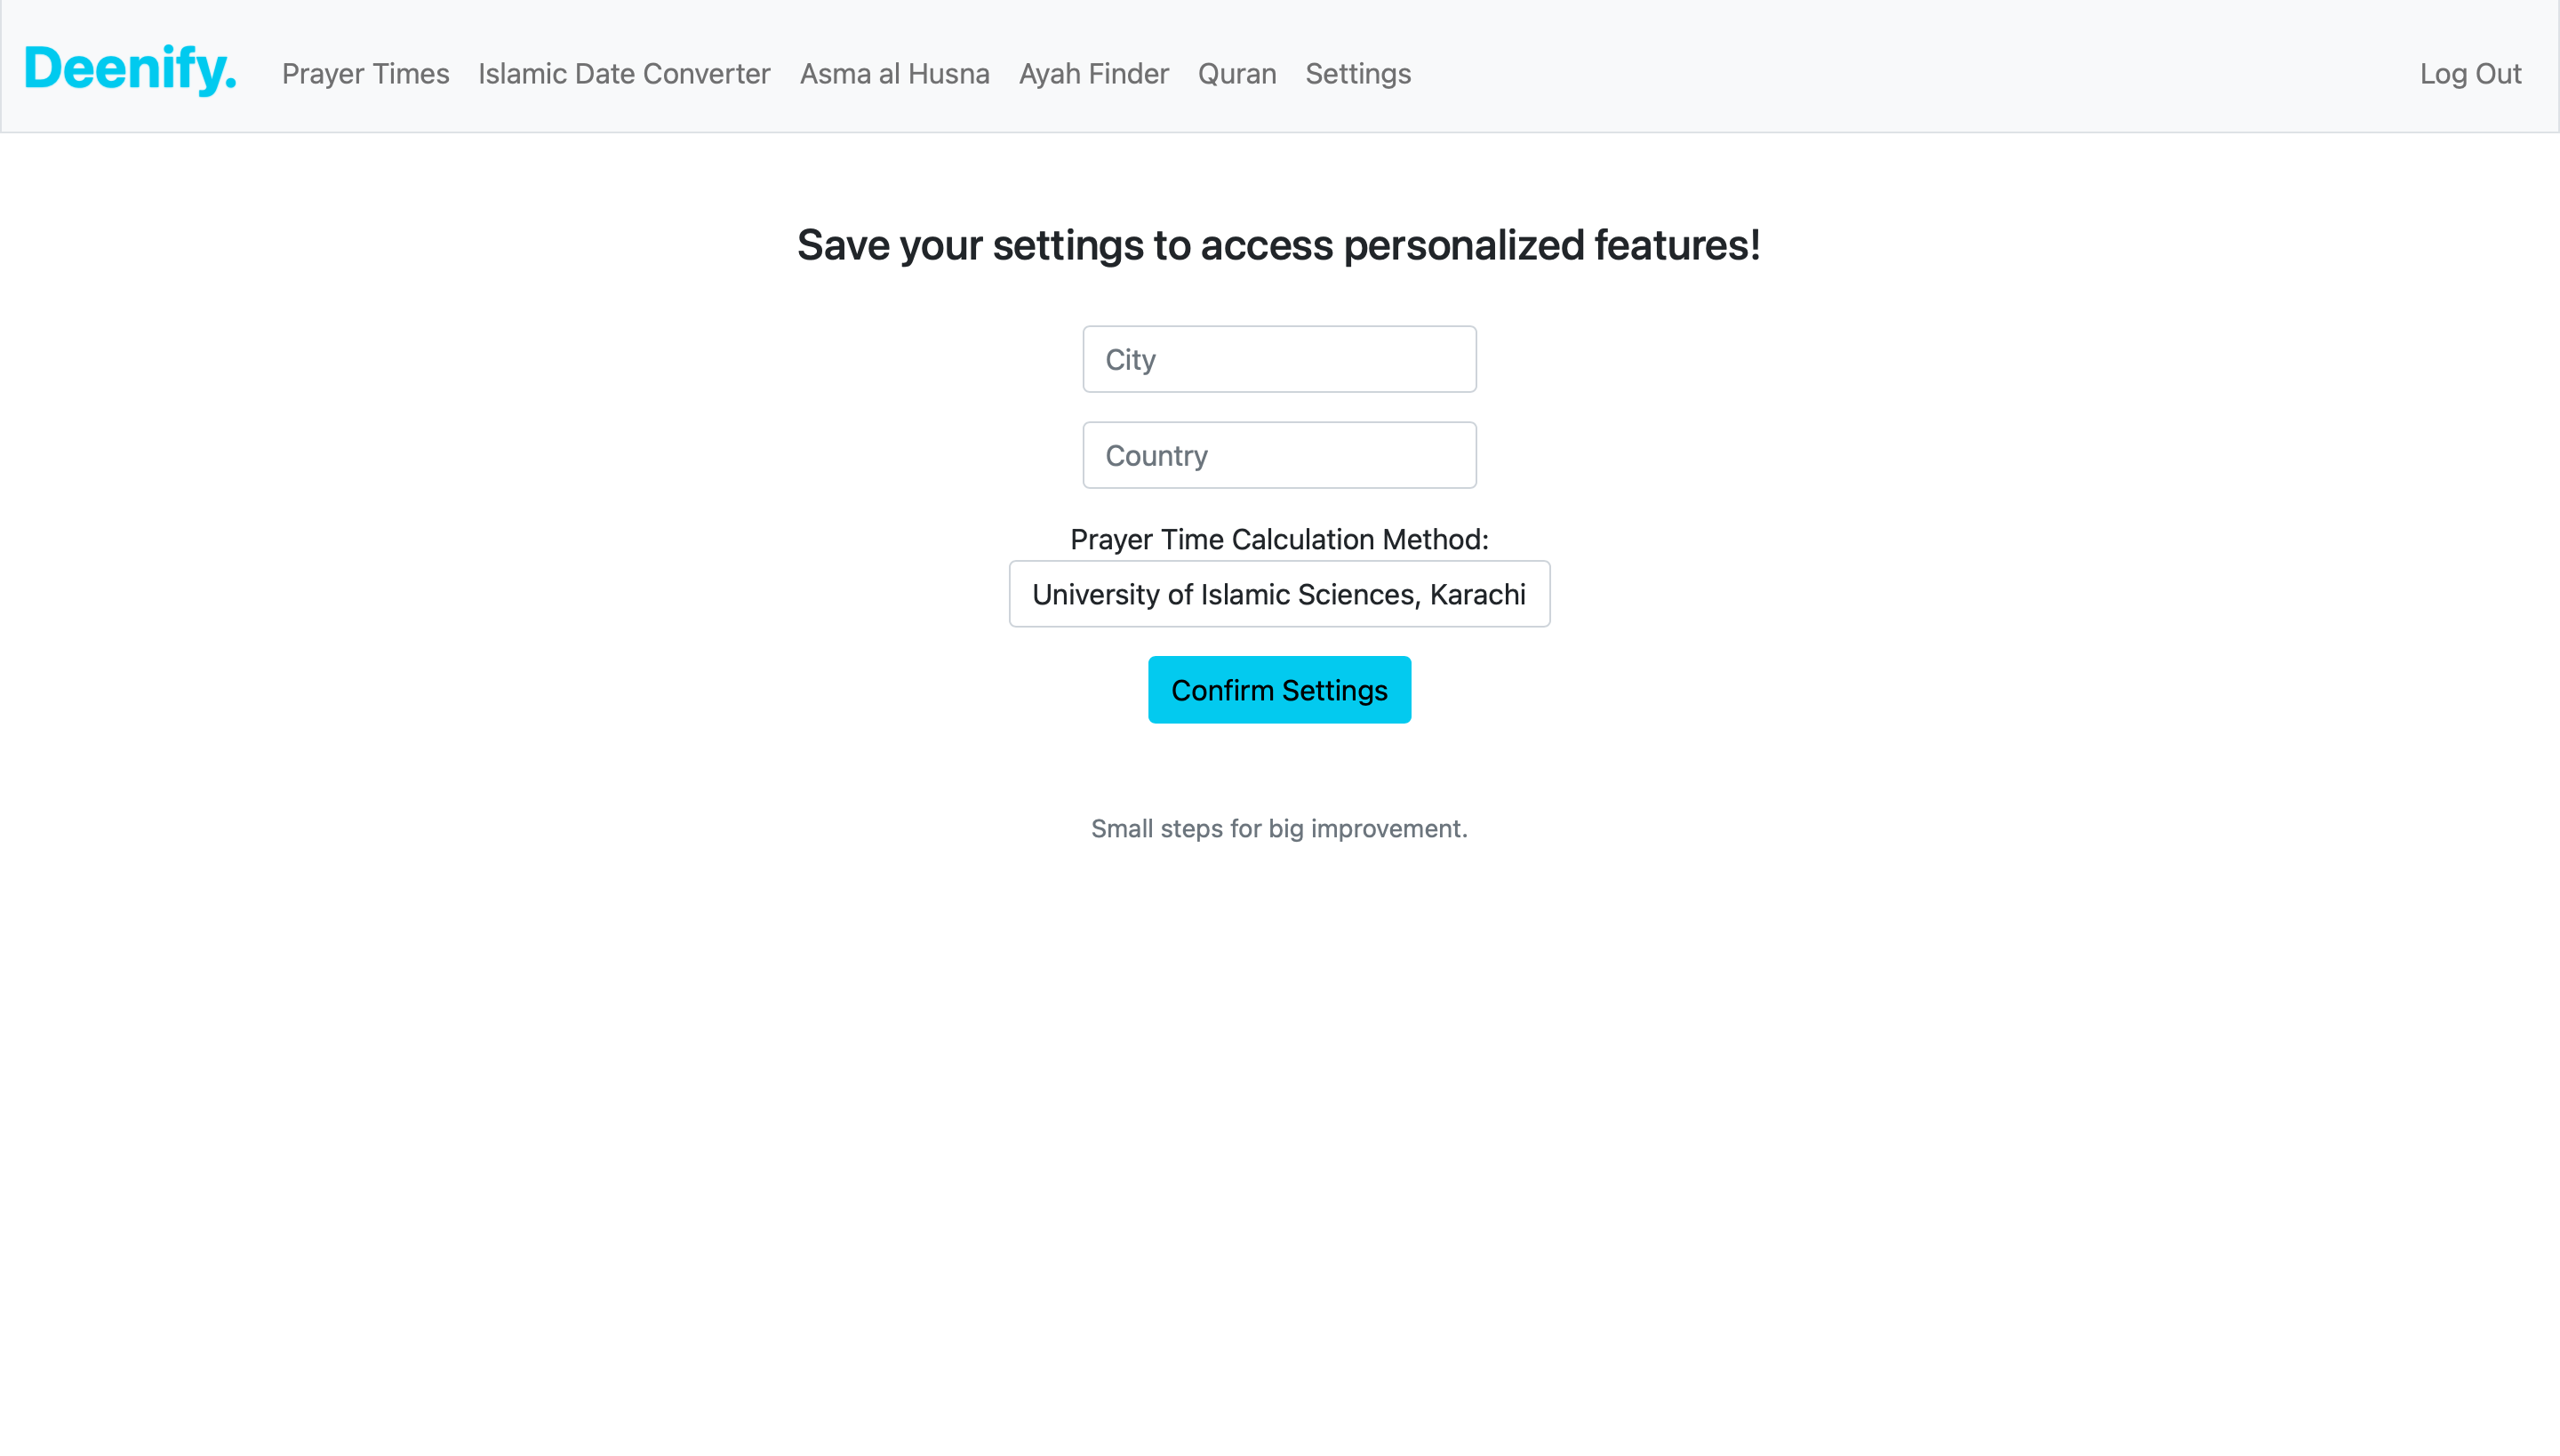 Deenify. Prayer Times Islamic Date Converter Asma al Husna Ayah Finder Quran Settings Log Out
Save your settings to access personalized features!
City
Country
Prayer Time Calculation Method:
University of Islamic Sciences, Karachi
Confirm Settings
Small steps for big improvement.